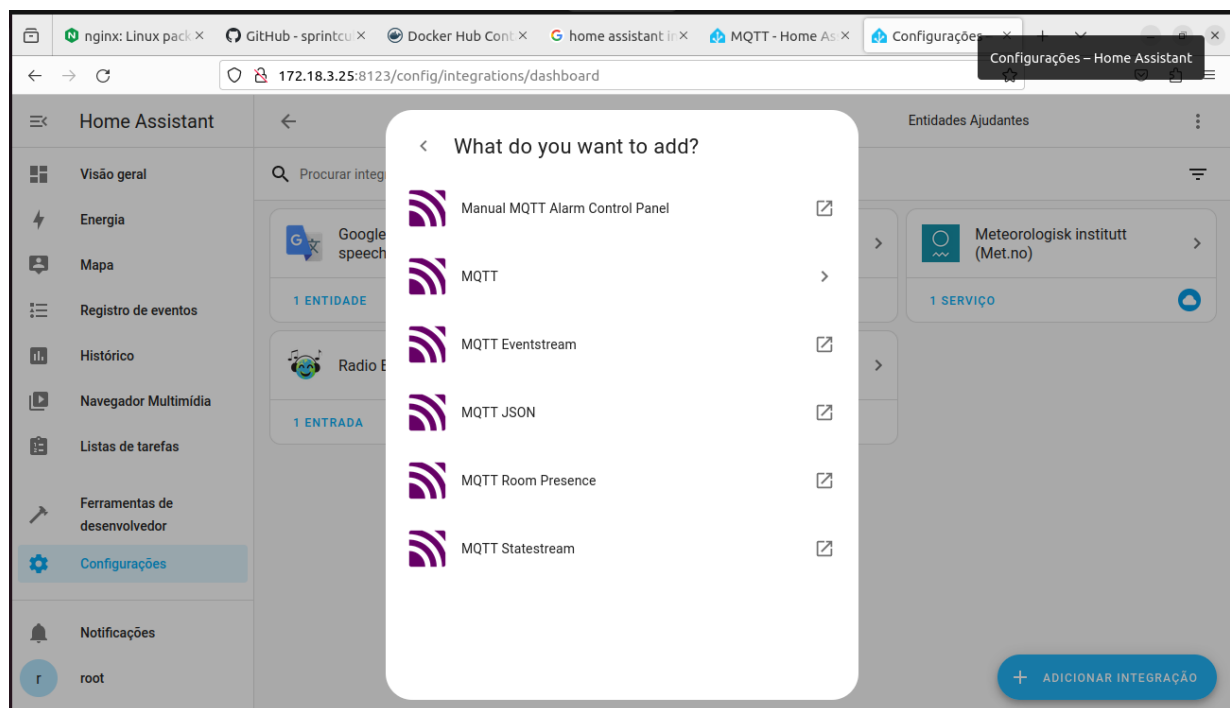 nginx: Linux pack
GitHub - sprintcu
Docker Hub Cont
home assistant in
MQTT - Home As
Configurações
Configurações – Home Assistant
172.18.3.25:8123/config/integrations/dashboard
Home Assistant
Visão geral
Energia
Mapa
Registro de eventos
Histórico
Navegador Multimídia
Listas de tarefas
Ferramentas de
desenvolvedor
Configurações
Notificações
r
root
Entidades Ajudantes
Procurar integ
Google
speech
1 ENTIDADE
Meteorologisk institutt
(Met.no)
1 SERVIÇO
Radio B
1 ENTRADA
What do you want to add?
Manual MQTT Alarm Control Panel
MQTT
MQTT Eventstream
MQTT JSON
MQTT Room Presence
MQTT Statestream
+ ADICIONAR INTEGRAÇÃO